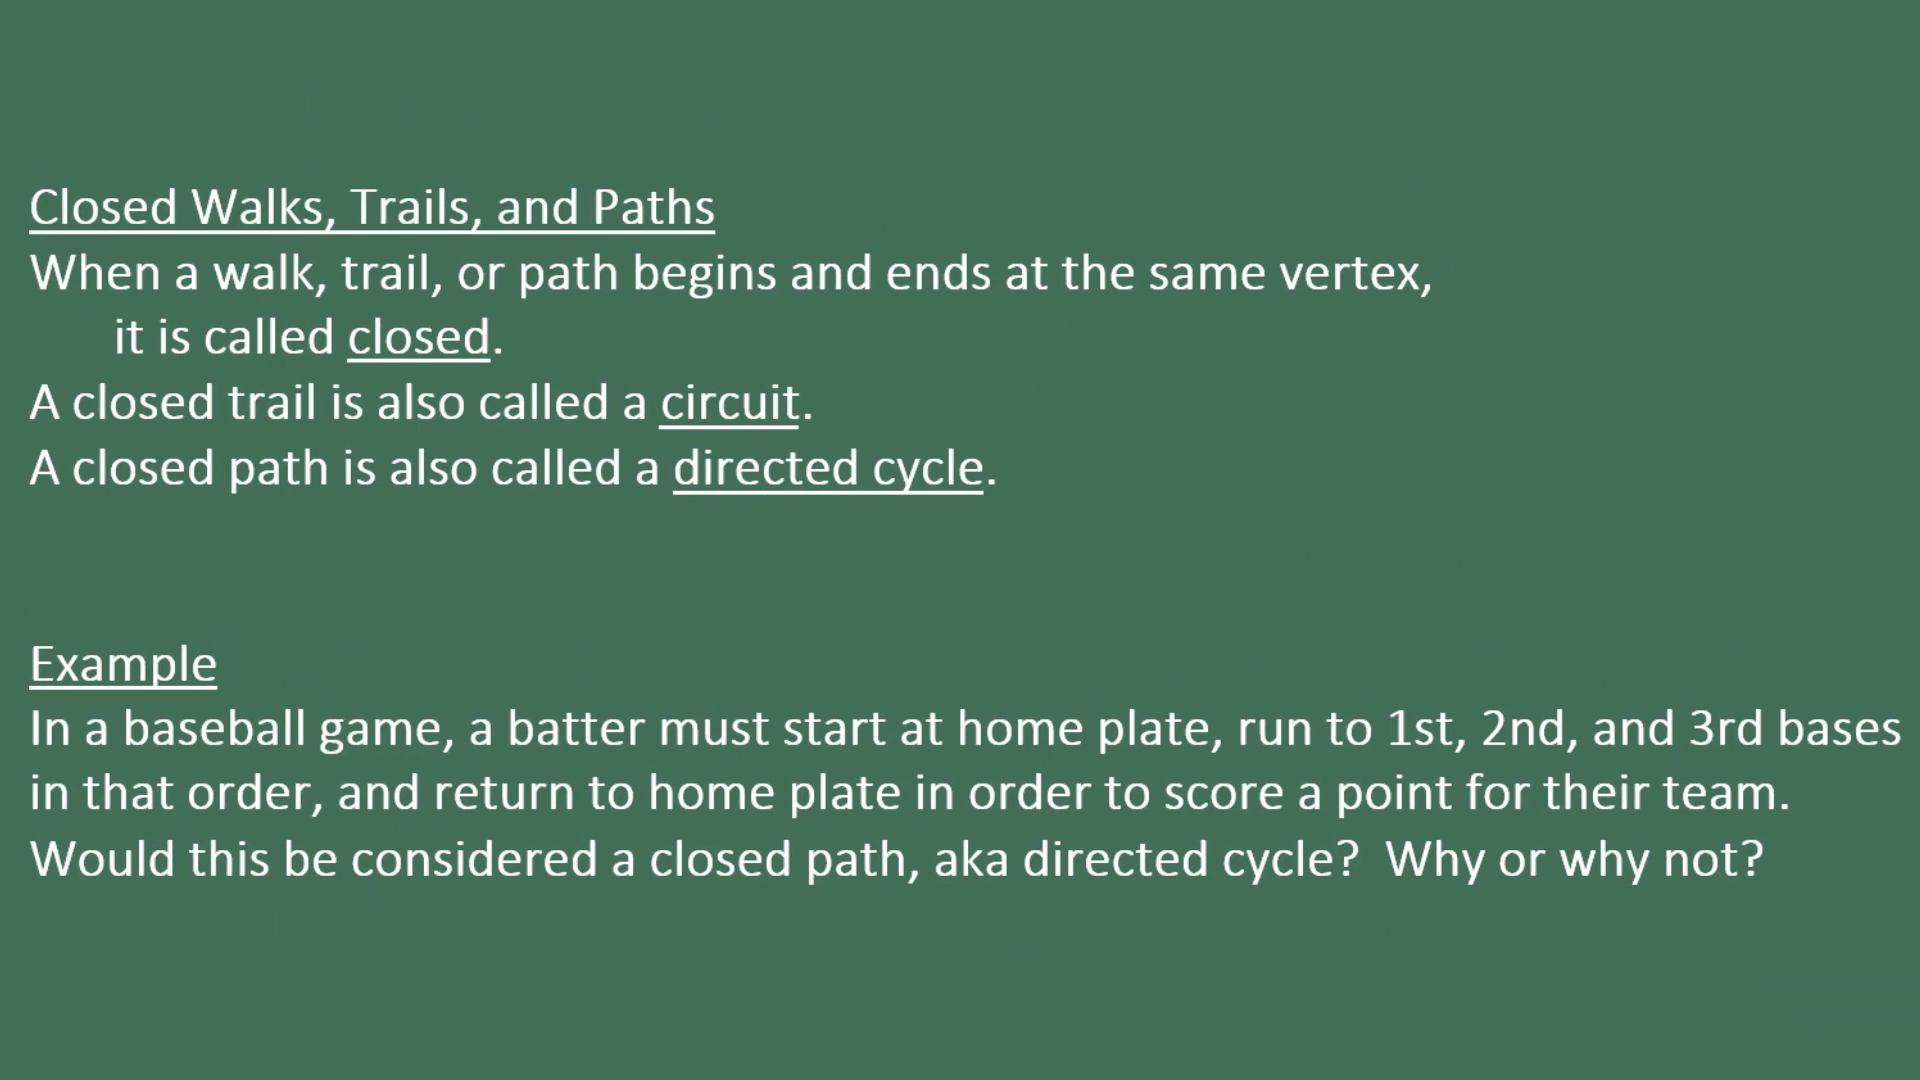 Closed Walks, Trails, and Paths
When a walk, trail, or path begins and ends at the same vertex,
it is called closed.
A closed trail is also called a circuit.
A closed path is also called a directed cycle.
Example
In a baseball game, a batter must start at home plate, run to 1st, 2nd, and 3rd bases
in that order, and return to home plate in order to score a point for their team.
Would this be considered a closed path, aka directed cycle?  Why or why not?